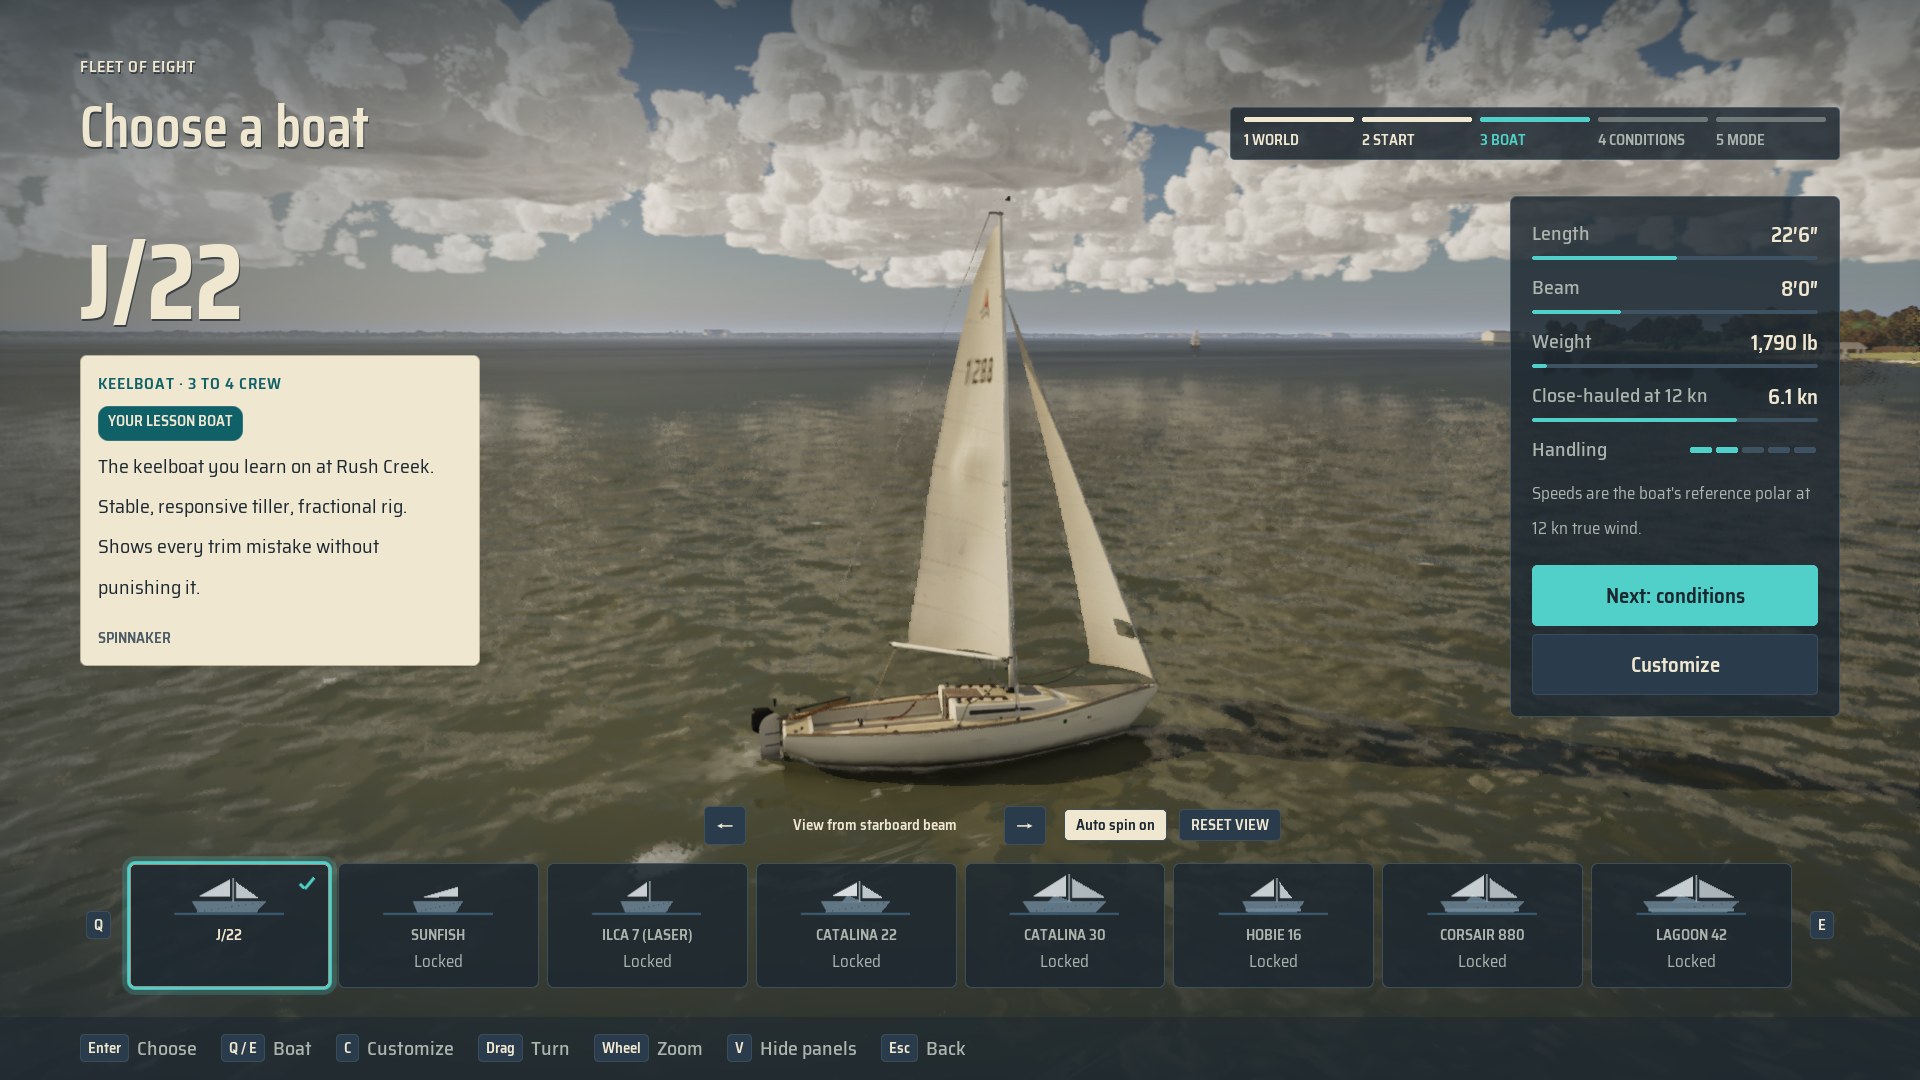 FLEET OF EIGHT
Choose a boat
1 WORLD
2 START
3 BOAT
4 CONDITIONS
5 MODE
J/22
KEELBOAT · 3 TO 4 CREW
YOUR LESSON BOAT
The keelboat you learn on at Rush Creek.
Stable, responsive tiller, fractional rig.
Shows every trim mistake without
punishing it.
SPINNAKER
1288
Length 22'6"
Beam 8'0"
Weight 1,790 lb
Close-hauled at 12 kn 6.1 kn
Handling
Speeds are the boat's reference polar at
12 kn true wind.
Next: conditions
Customize
← View from starboard beam → Auto spin on RESET VIEW
Q
J/22
SUNFISH
Locked
ILCA 7 (LASER)
Locked
CATALINA 22
Locked
CATALINA 30
Locked
HOBIE 16
Locked
CORSAIR 880
Locked
LAGOON 42
Locked
E
Enter Choose Q / E Boat C Customize Drag Turn Wheel Zoom V Hide panels Esc Back